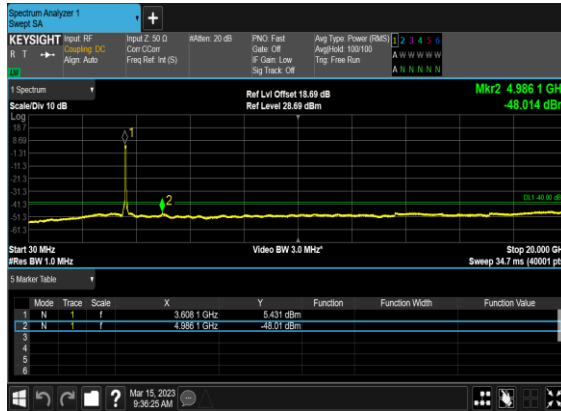 Spectrum Analyzer 1
Swept SA
+
KEYSIGHT
R T
Input: RF
Coupling: DC
Align: Auto
Input Z: 50 Ω
Corr CCorr
Freq Ref: Int (S)
#Atten: 20 dB
PNO: Fast
Gate: Off
IF Gain: Low
Sig Track: Off
Avg Type: Power (RMS)
Avg|Hold: 100/100
Trig: Free Run
1 2 3 4 5 6
A W W W W W
A N N N N N
1 Spectrum
Scale/Div 10 dB
Ref Lvl Offset 18.69 dB
Ref Level 28.69 dBm
Mkr2 4.986 1 GH
-48.014 dB
Log
18.7
8.69
-1.31
-11.3
-21.3
-31.3
-41.3
-51.3
-61.3
1
2
DL1 -40.00 dB
Start 30 MHz
#Res BW 1.0 MHz
Video BW 3.0 MHz*
Stop 20.000 GH
Sweep 34.7 ms (40001 pt
5 Marker Table
Mode Trace Scale X Y Function Function Width Function Value
1 N 1 f 3.608 1 GHz 5.431 dBm
2 N 1 f 4.986 1 GHz -48.01 dBm
3
4
5
6
?
Mar 15, 2023
9:36:25 AM